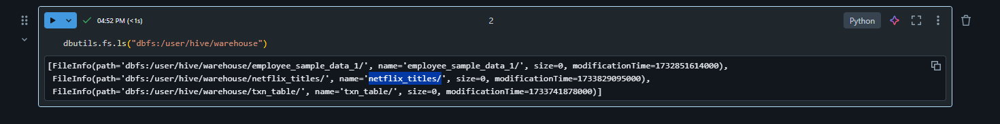 04:52 PM (<1s)
2
Python
dbutils.fs.ls("dbfs:/user/hive/warehouse")
[FileInfo(path='dbfs:/user/hive/warehouse/employee_sample_data_1/', name='employee_sample_data_1/', size=0, modificationTime=1732851614000),
FileInfo(path='dbfs:/user/hive/warehouse/netflix_titles/', name='netflix_titles/', size=0, modificationTime=1733829095000),
FileInfo(path='dbfs:/user/hive/warehouse/txn_table/', name='txn_table/', size=0, modificationTime=1733741878000)]